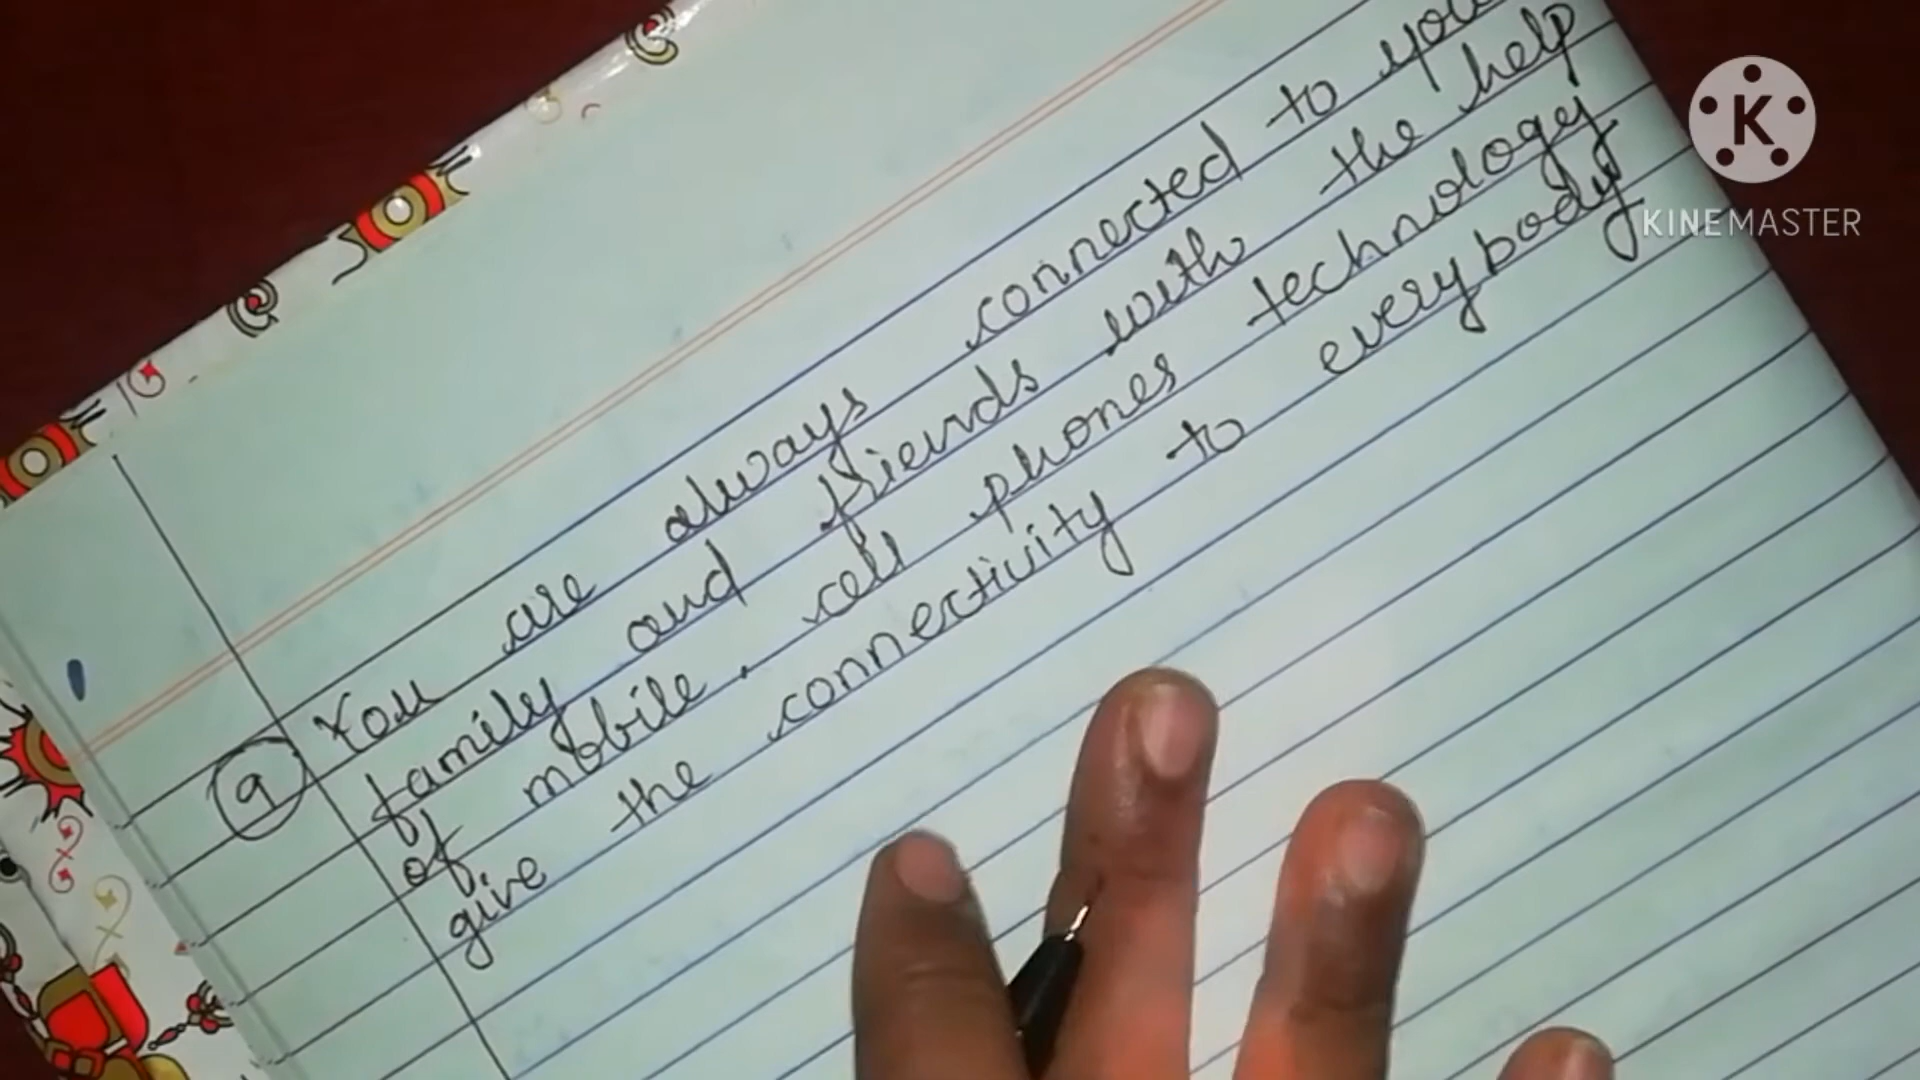 9 You are always connected to you
family and friends with the help
of mobile. cell phones technology
give the connectivity to everybody
K
KINEMASTER